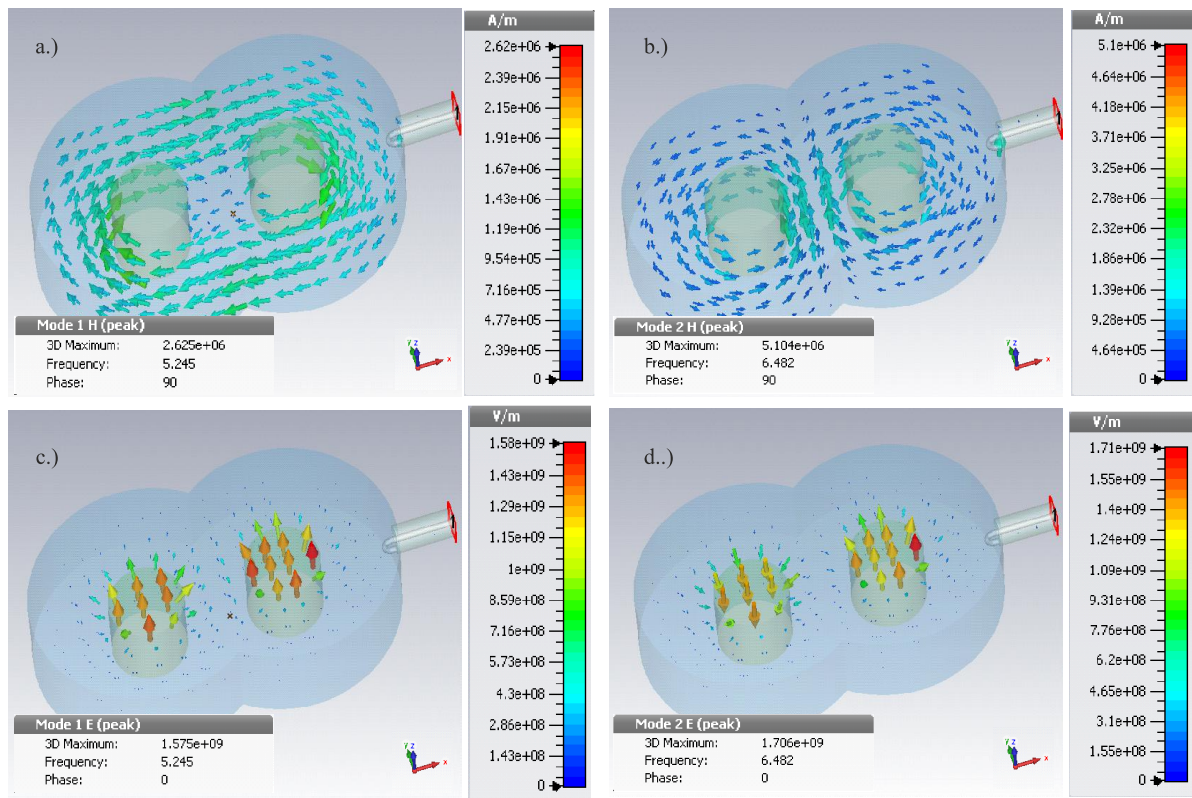 a.)
A/m
2.62e+06
2.39e+06
2.15e+06
1.91e+06
1.67e+06
1.43e+06
1.19e+06
9.54e+05
7.16e+05
4.77e+05
2.39e+05
0
Mode 1 H (peak)
3D Maximum: 2.625e+06
Frequency: 5.245
Phase: 90
y z x
b.)
A/m
5.1e+06
4.64e+06
4.18e+06
3.71e+06
3.25e+06
2.78e+06
2.32e+06
1.86e+06
1.39e+06
9.28e+05
4.64e+05
0
Mode 2 H (peak)
3D Maximum: 5.104e+06
Frequency: 6.482
Phase: 90
y z x
c.)
V/m
1.58e+09
1.43e+09
1.29e+09
1.15e+09
1e+09
8.59e+08
7.16e+08
5.73e+08
4.3e+08
2.86e+08
1.43e+08
0
Mode 1 E (peak)
3D Maximum: 1.575e+09
Frequency: 5.245
Phase: 0
y z x
d..)
V/m
1.71e+09
1.55e+09
1.4e+09
1.24e+09
1.09e+09
9.31e+08
7.76e+08
6.2e+08
4.65e+08
3.1e+08
1.55e+08
0
Mode 2 E (peak)
3D Maximum: 1.706e+09
Frequency: 6.482
Phase: 0
y z x